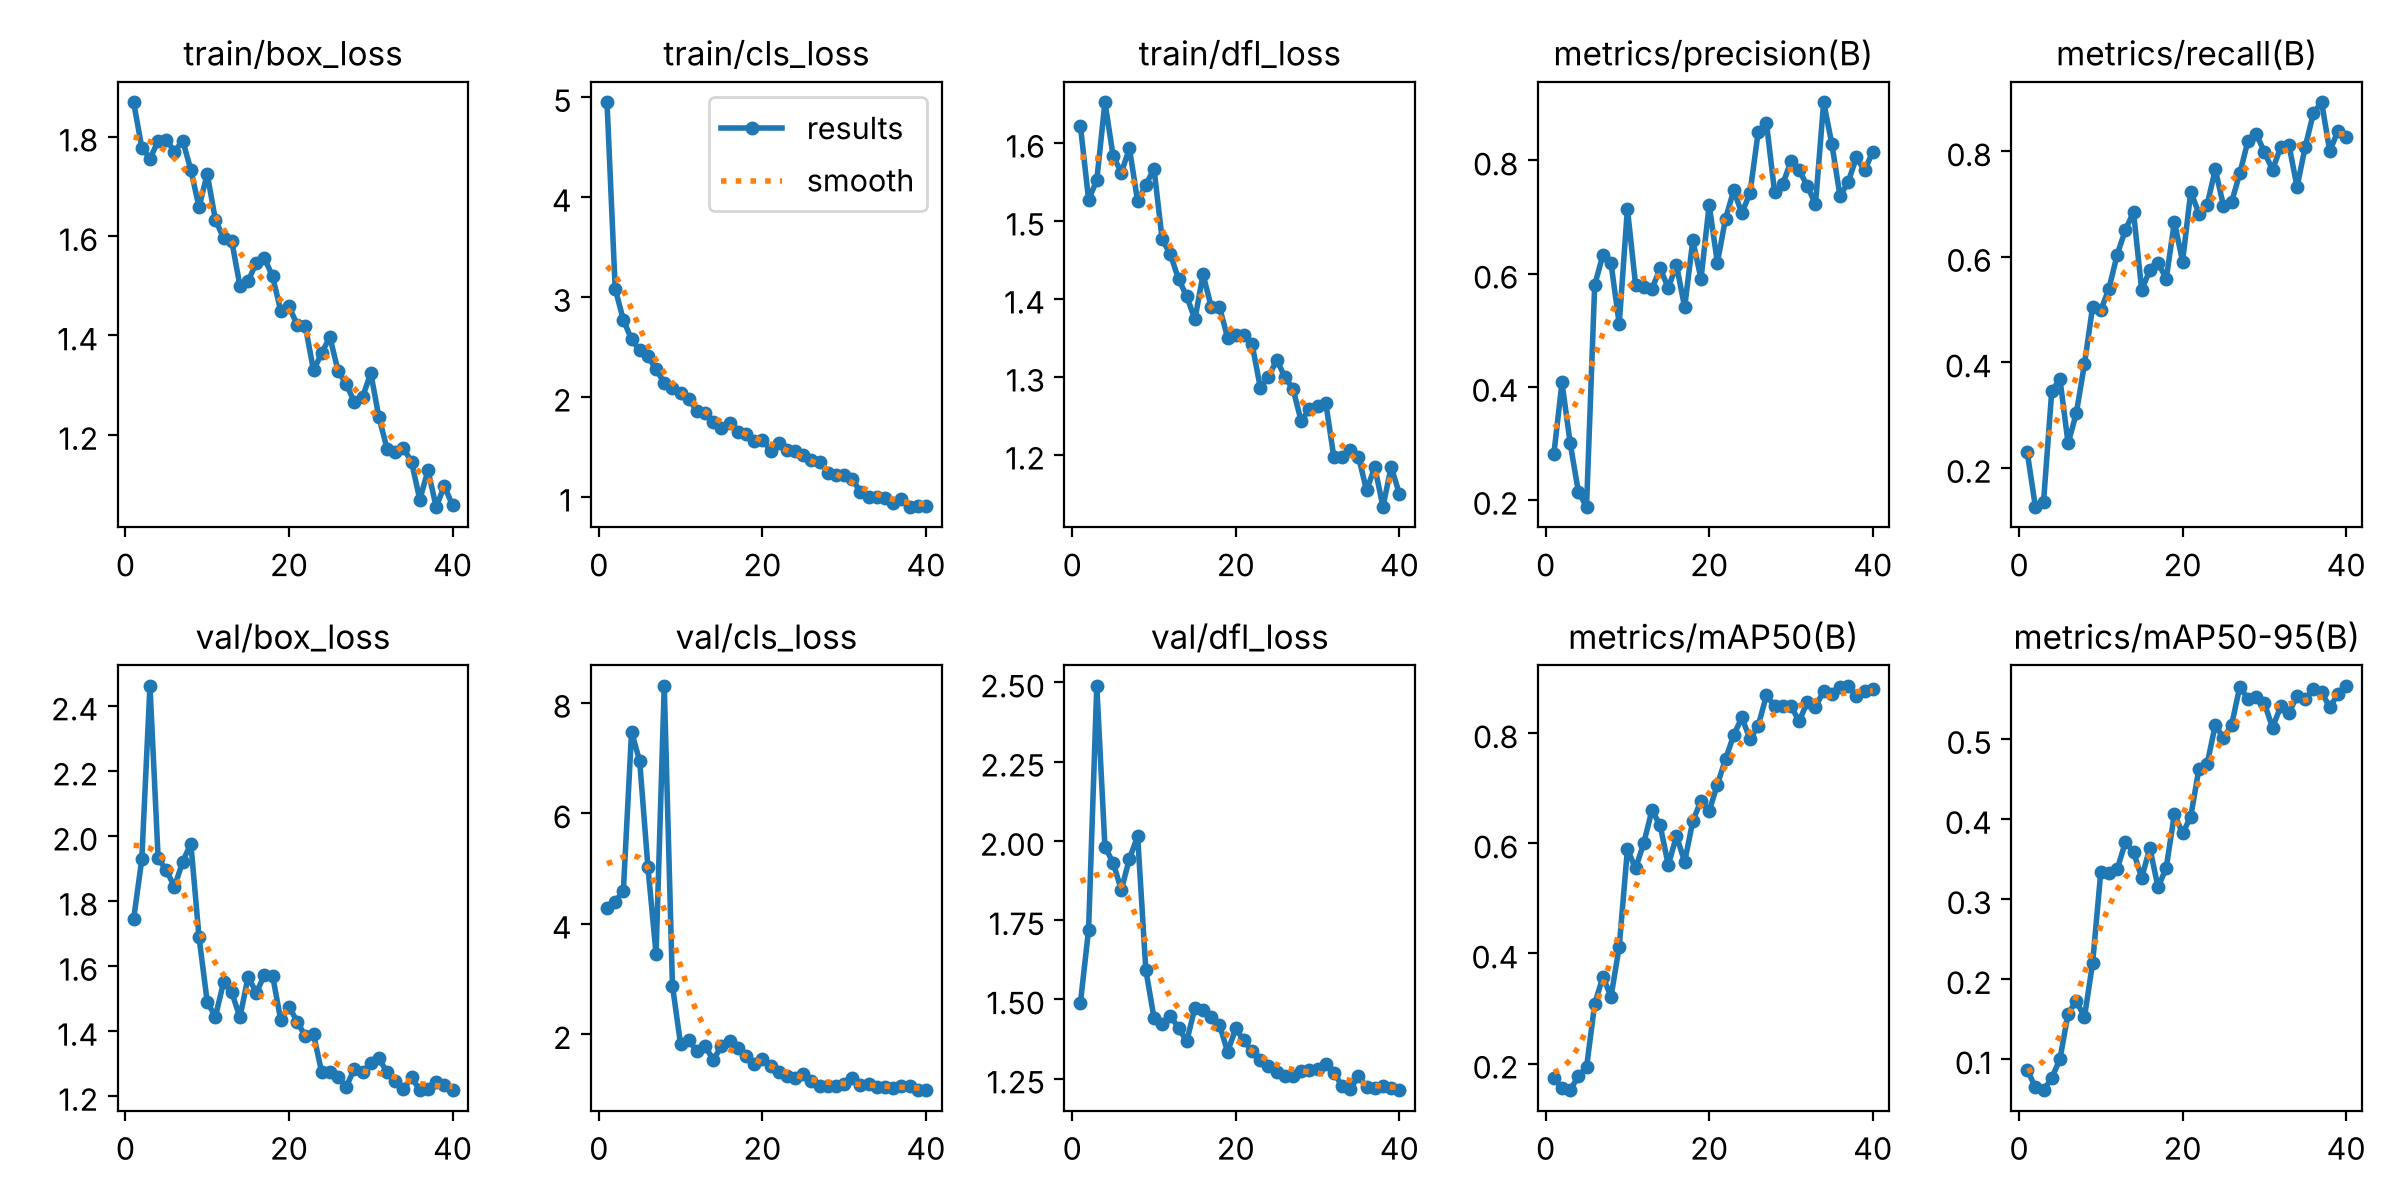 train/box_loss
1.8
1.6
1.4
1.2
0 20 40
train/cls_loss
results
smooth
5
4
3
2
1
0 20 40
train/dfl_loss
1.6
1.5
1.4
1.3
1.2
0 20 40
metrics/precision(B)
0.8
0.6
0.4
0.2
0 20 40
metrics/recall(B)
0.8
0.6
0.4
0.2
0 20 40
val/box_loss
2.4
2.2
2.0
1.8
1.6
1.4
1.2
0 20 40
val/cls_loss
8
6
4
2
0 20 40
val/dfl_loss
2.50
2.25
2.00
1.75
1.50
1.25
0 20 40
metrics/mAP50(B)
0.8
0.6
0.4
0.2
0 20 40
metrics/mAP50-95(B)
0.5
0.4
0.3
0.2
0.1
0 20 40